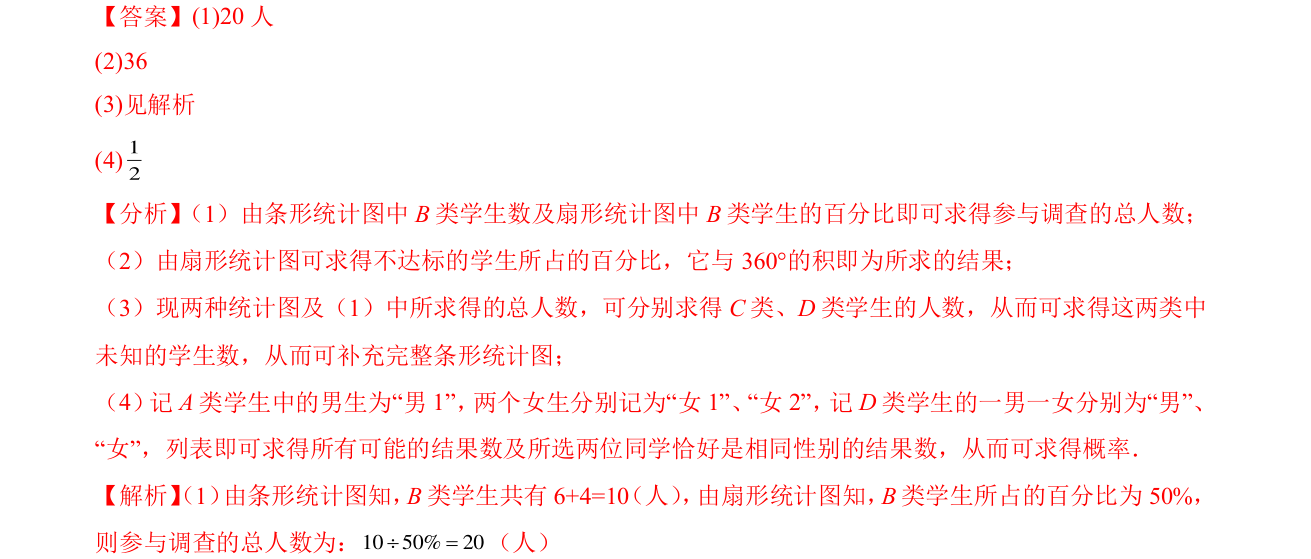 【答案】(1)20 人
(2)36
(3)见解析
(4)1/2
【分析】（1）由条形统计图中 B 类学生数及扇形统计图中 B 类学生的百分比即可求得参与调查的总人数；
（2）由扇形统计图可求得不达标的学生所占的百分比，它与 360°的积即为所求的结果；
（3）现两种统计图及（1）中所求得的总人数，可分别求得 C 类、D 类学生的人数，从而可求得这两类中
未知的学生数，从而可补充完整条形统计图；
（4）记 A 类学生中的男生为“男 1”，两个女生分别记为“女 1”、“女 2”，记 D 类学生的一男一女分别为“男”、
“女”，列表即可求得所有可能的结果数及所选两位同学恰好是相同性别的结果数，从而可求得概率．
【解析】（1）由条形统计图知，B 类学生共有 6+4=10（人），由扇形统计图知，B 类学生所占的百分比为 50%，
则参与调查的总人数为：10÷50%=20（人）